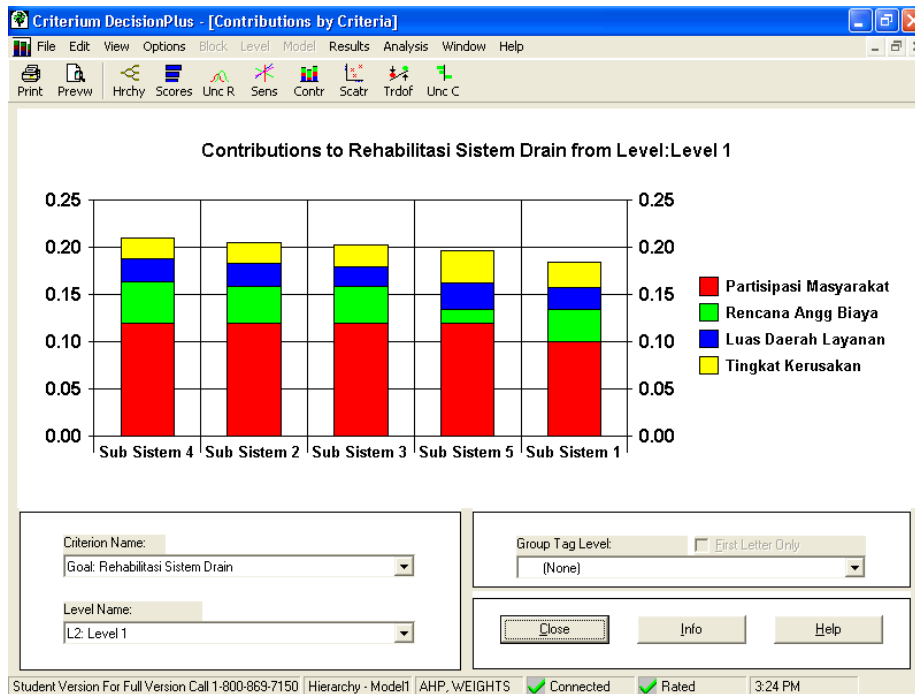 Criterium DecisionPlus - [Contributions by Criteria]
File Edit View Options Block Level Model Results Analysis Window Help
Print Prevw Hrchy Scores Unc R Sens Contr Scatr Trdof Unc C
Contributions to Rehabilitasi Sistem Drain from Level:Level 1
0.25 0.25
0.20 0.20
0.15 0.15
0.10 0.10
0.05 0.05
0.00 0.00
Sub Sistem 4 Sub Sistem 2 Sub Sistem 3 Sub Sistem 5 Sub Sistem 1
Partisipasi Masyarakat
Rencana Angg Biaya
Luas Daerah Layanan
Tingkat Kerusakan
Criterion Name:
Goal: Rehabilitasi Sistem Drain
Level Name:
L2: Level 1
Group Tag Level: First Letter Only
(None)
Close Info Help
Student Version For Full Version Call 1-800-869-7150 Hierarchy - Model1 AHP, WEIGHTS Connected Rated 3:24 PM